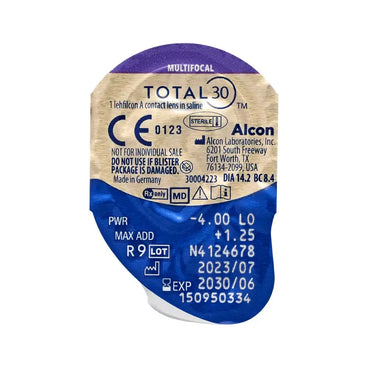 MULTIFOCAL
TOTAL30™
1 lehfilcon A contact lens in saline
STERILE
CE 0123
Alcon
NOT FOR INDIVIDUAL SALE
DO NOT USE IF BLISTER
PACKAGE IS DAMAGED.
Made in Germany
Alcon Laboratories, Inc.
6201 South Freeway
Fort Worth, TX
76134-2099, USA
30004223 DIA 14.2 BC 8.4
Rx only MD
PWR -4.00 LO
MAX ADD +1.25
R 9 LOT N4124678
2023/07
EXP 2030/06
150950334